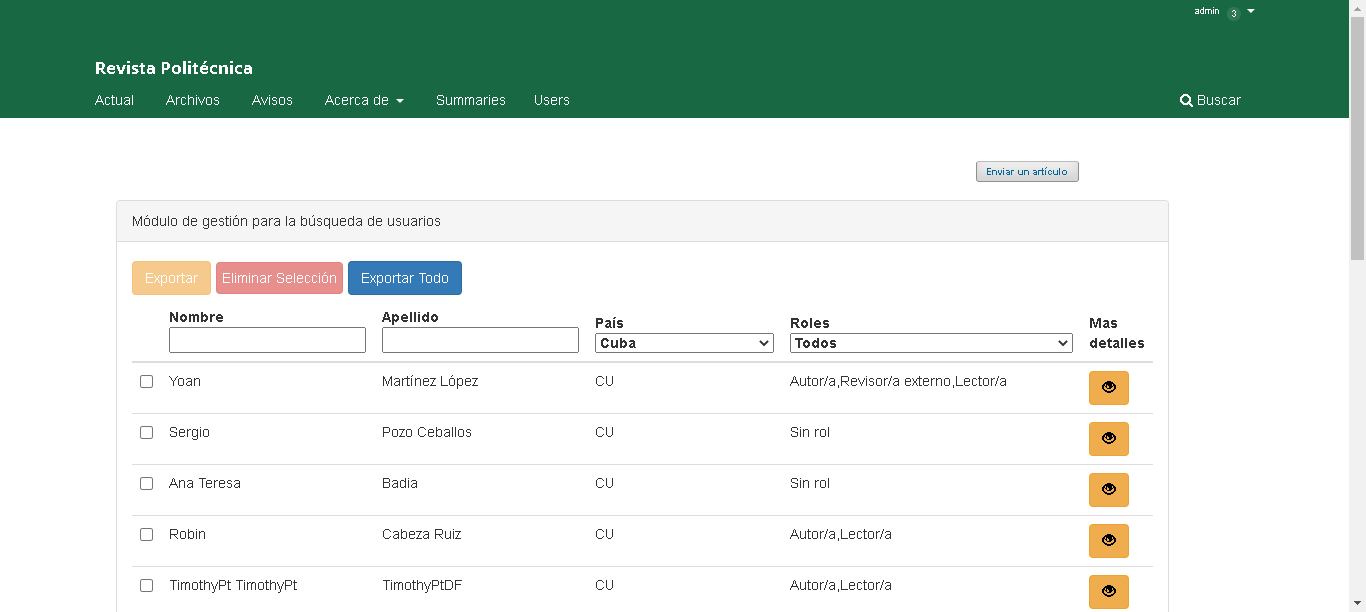 admin 3
Revista Politécnica
Actual Archivos Avisos Acerca de Summaries Users Buscar
Enviar un artículo
Módulo de gestión para la búsqueda de usuarios
Exportar Eliminar Selección Exportar Todo
Nombre Apellido País Roles Mas detalles
Cuba Todos
Yoan Martínez López CU Autor/a,Revisor/a externo,Lector/a
Sergio Pozo Ceballos CU Sin rol
Ana Teresa Badia CU Sin rol
Robin Cabeza Ruiz CU Autor/a,Lector/a
TimothyPt TimothyPt TimothyPtDF CU Autor/a,Lector/a